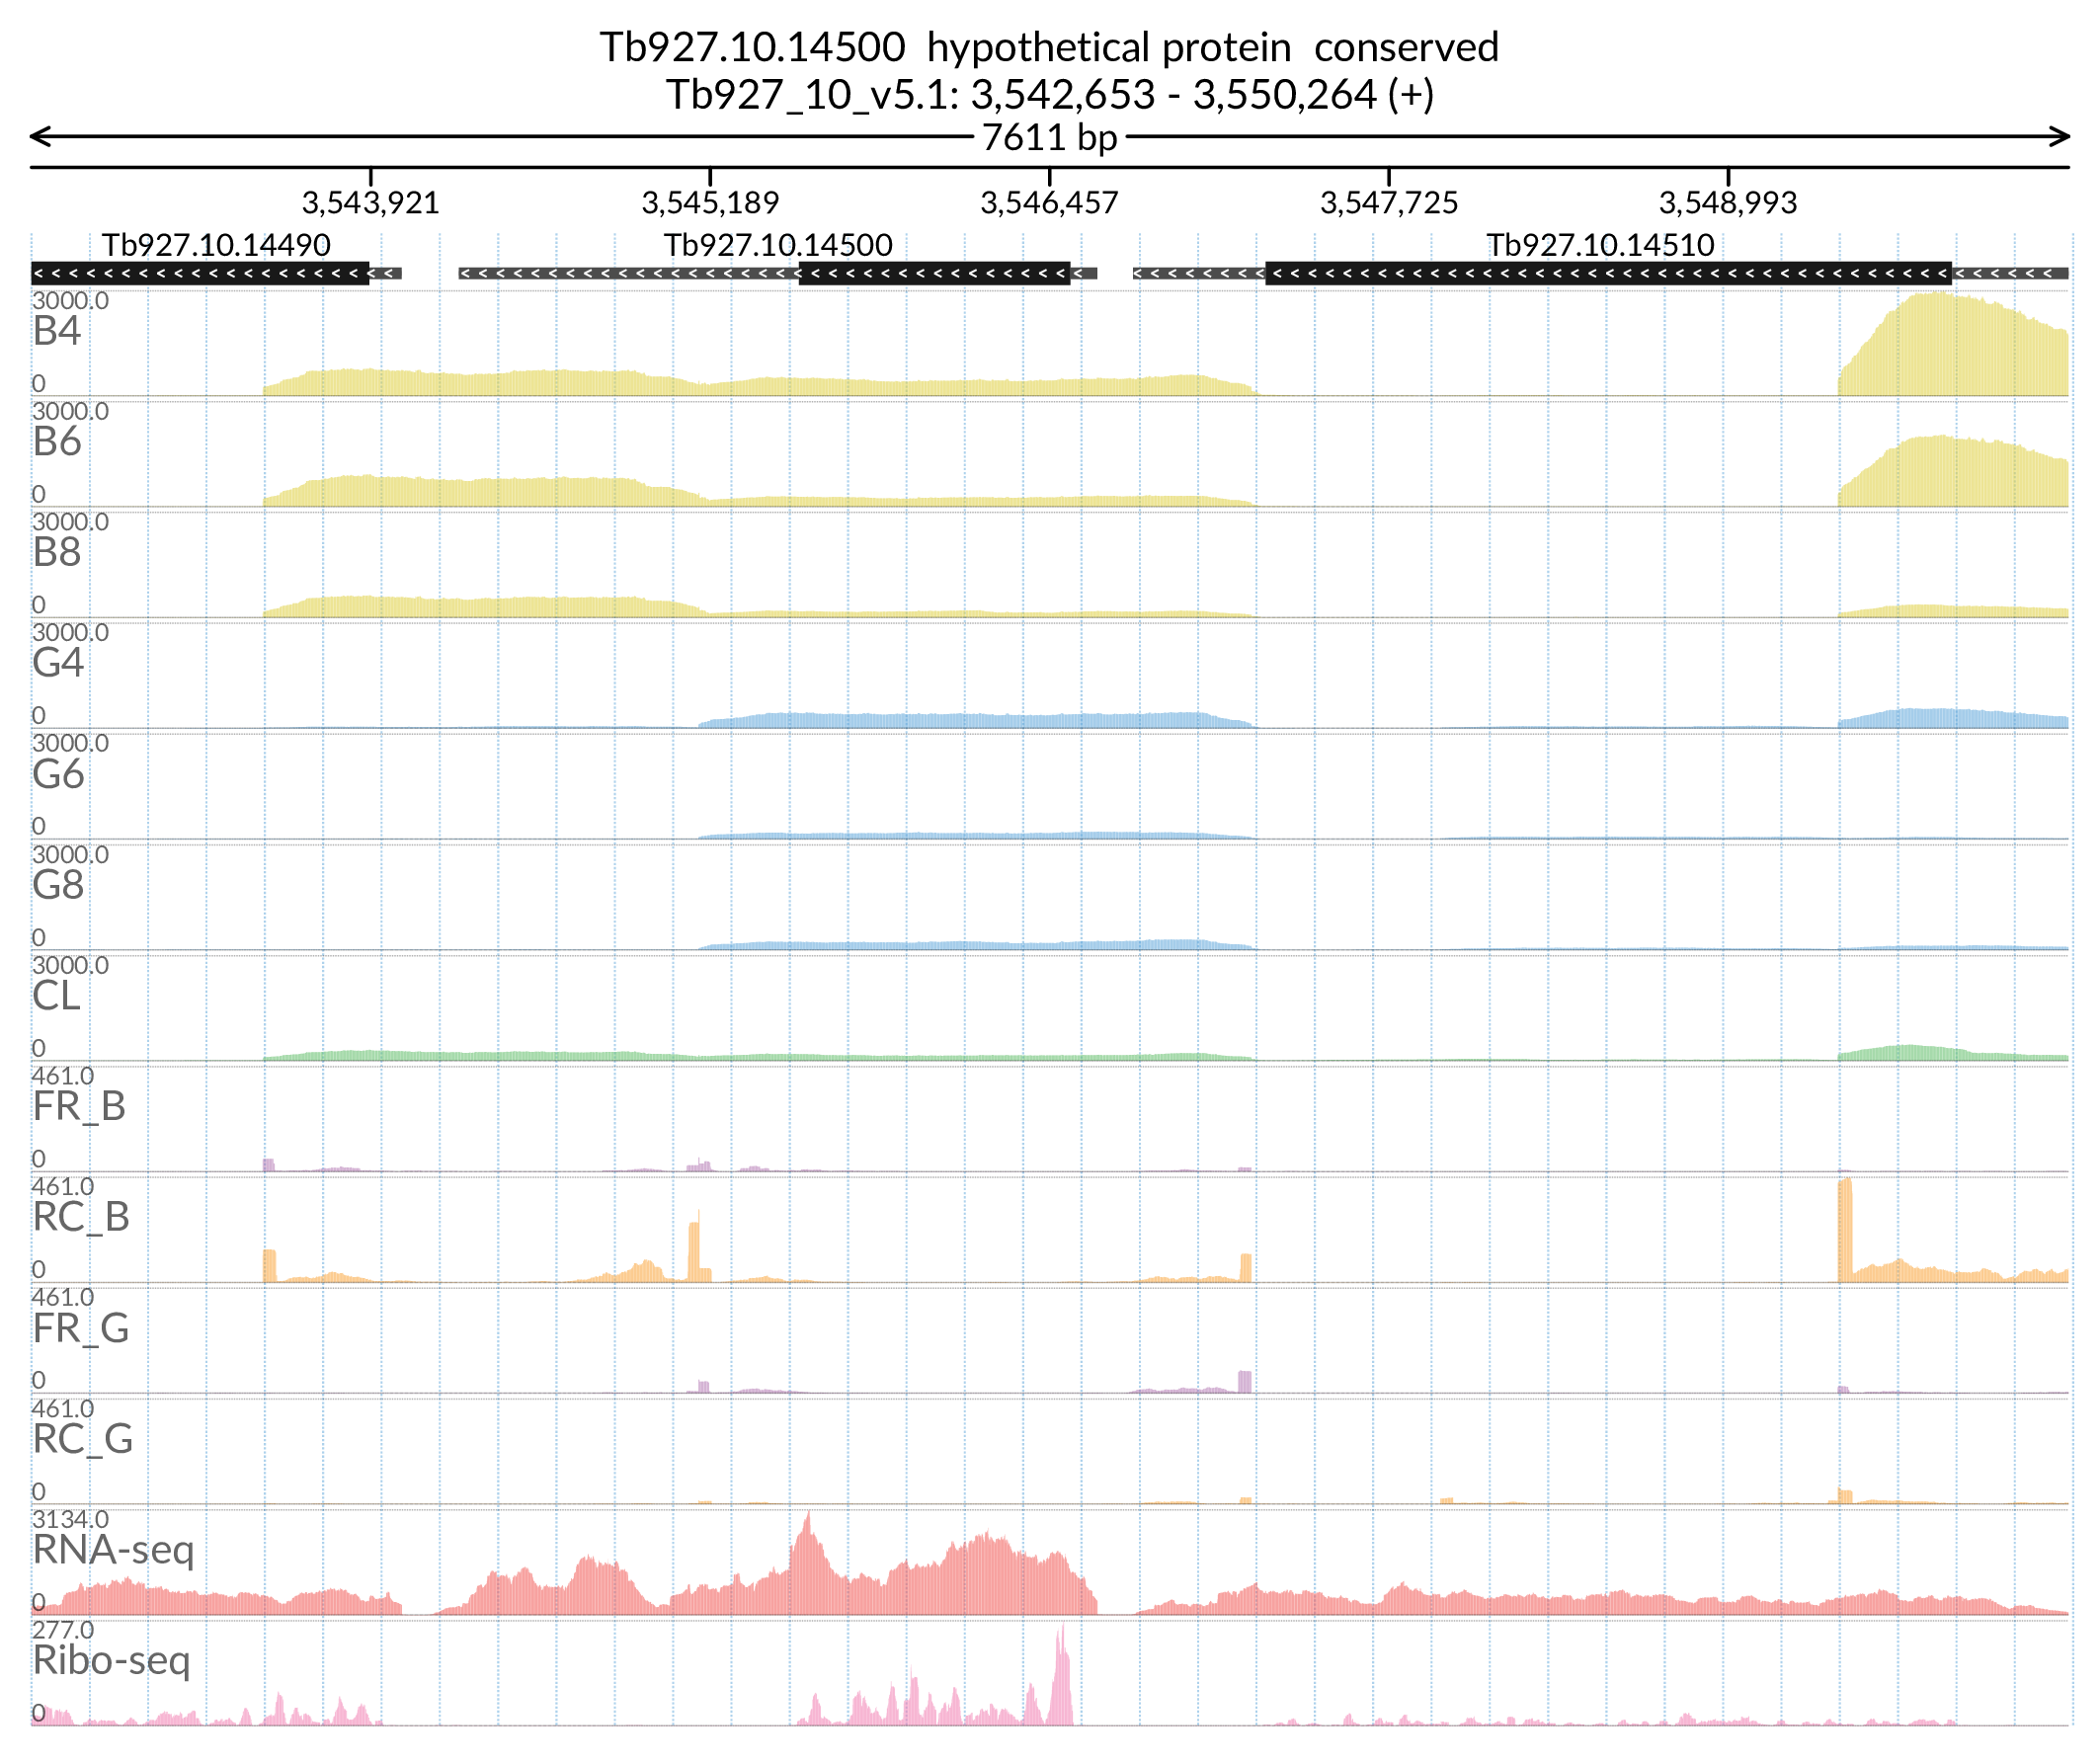 Tb927.10.14500  hypothetical protein  conserved
Tb927_10_v5.1: 3,542,653 - 3,550,264 (+)
7611 bp
3,543,921 3,545,189 3,546,457 3,547,725 3,548,993
Tb927.10.14490 Tb927.10.14500 Tb927.10.14510
3000.0
B4
0
3000.0
B6
0
3000.0
B8
0
3000.0
G4
0
3000.0
G6
0
3000.0
G8
0
3000.0
CL
0
461.0
FR_B
0
461.0
RC_B
0
461.0
FR_G
0
461.0
RC_G
0
3134.0
RNA-seq
0
277.0
Ribo-seq
0